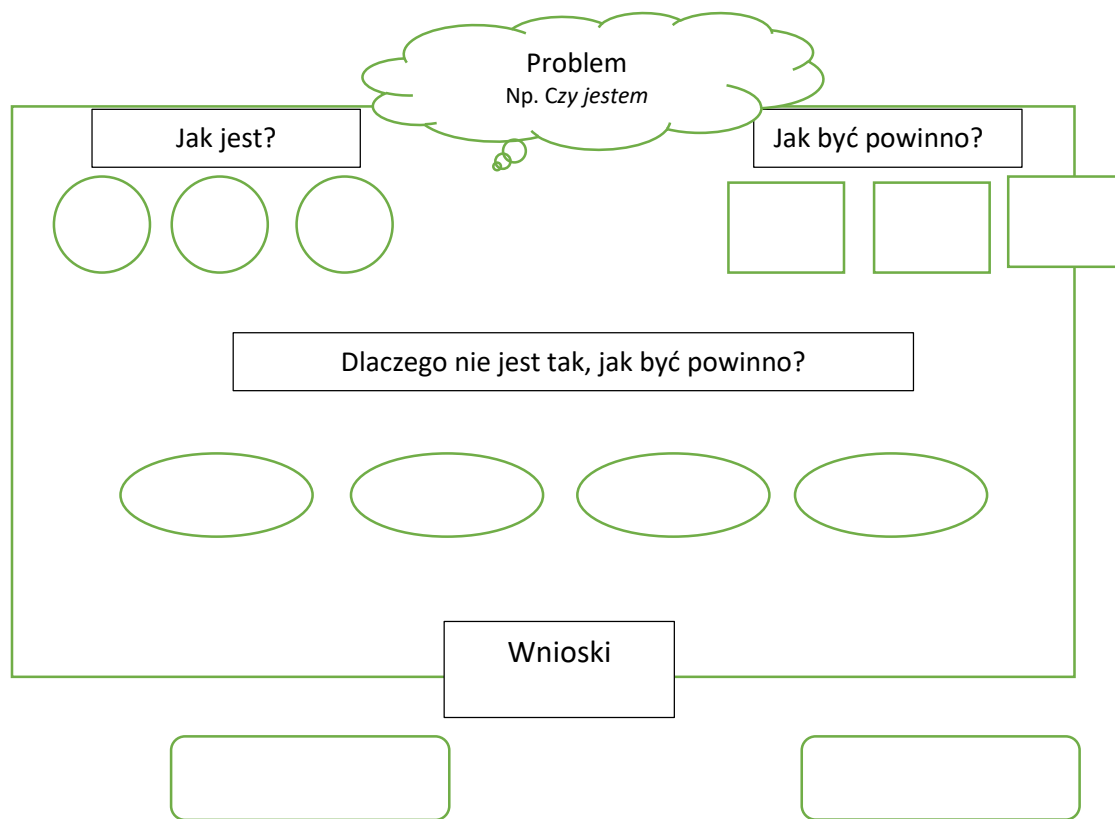 Problem
Np. Czy jestem
Jak jest?
Jak być powinno?
Dlaczego nie jest tak, jak być powinno?
Wnioski